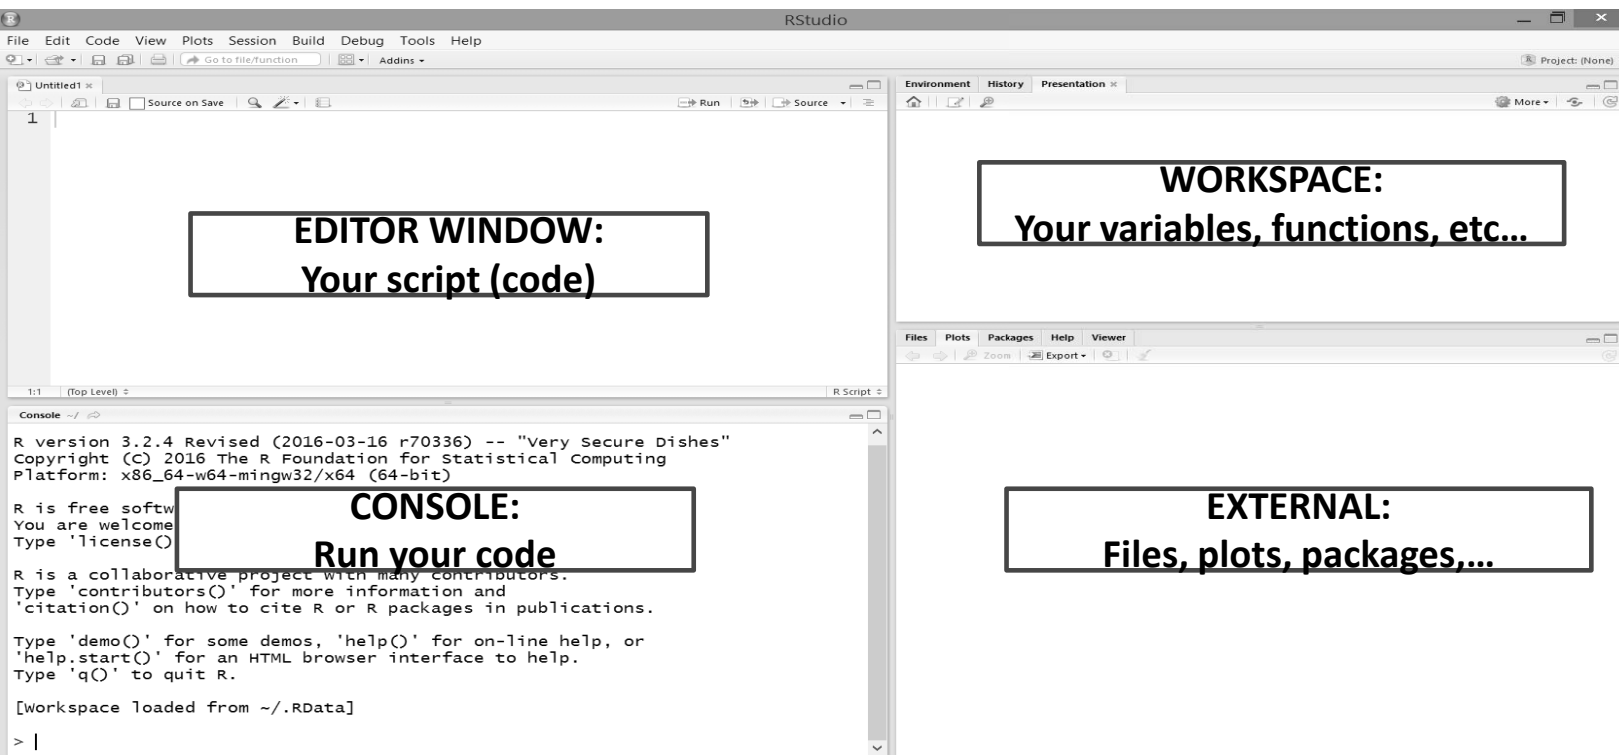 RStudio
File Edit Code View Plots Session Build Debug Tools Help
Go to file/function Addins Project: (None)
Untitled1
Source on Save Run Source
1
EDITOR WINDOW:
Your script (code)
1:1 (Top Level) R Script
Console ~/
R version 3.2.4 Revised (2016-03-16 r70336) -- "Very Secure Dishes"
Copyright (C) 2016 The R Foundation for Statistical Computing
Platform: x86_64-w64-mingw32/x64 (64-bit)
R is free softw
You are welcome
Type 'license()
CONSOLE:
Run your code
R is a collaborative project with many contributors.
Type 'contributors()' for more information and
'citation()' on how to cite R or R packages in publications.
Type 'demo()' for some demos, 'help()' for on-line help, or
'help.start()' for an HTML browser interface to help.
Type 'q()' to quit R.
[Workspace loaded from ~/.RData]
>
Environment History Presentation
More
WORKSPACE:
Your variables, functions, etc…
Files Plots Packages Help Viewer
Zoom Export
EXTERNAL:
Files, plots, packages,…